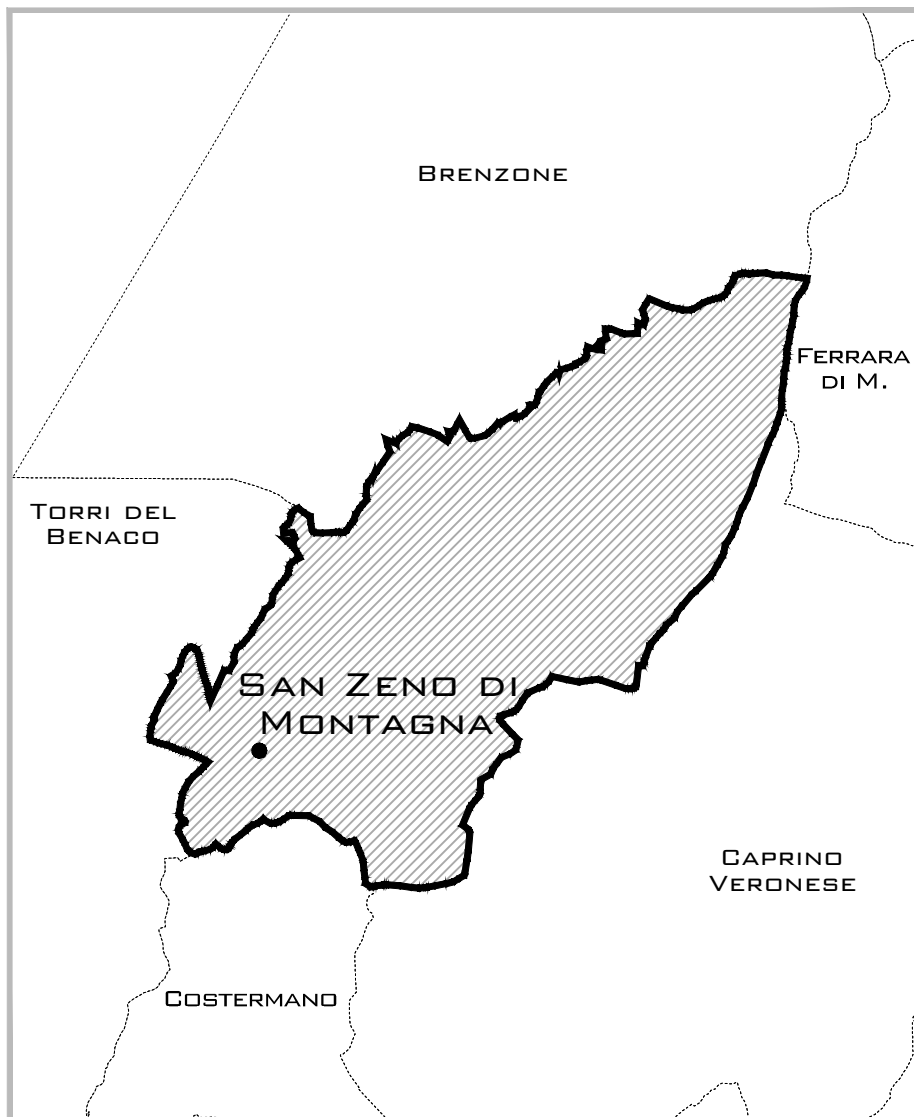 BRENZONE
FERRARA
DI M.
TORRI DEL
BENACO
SAN ZENO DI
MONTAGNA
CAPRINO
VERONESE
COSTERMANO